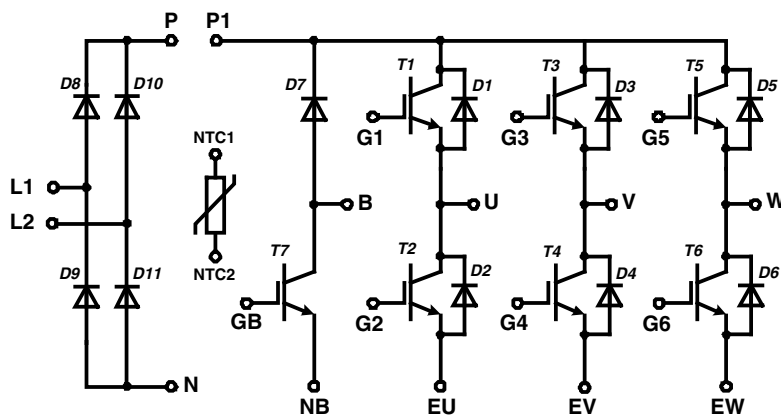 P P1
D8 D10 D7 T1 D1 T3 D3 T5 D5
G1 G3 G5
NTC1
L1 B U V W
L2
NTC2
D9 D11 T7 T2 D2 T4 D4 T6 D6
GB G2 G4 G6
N NB EU EV EW